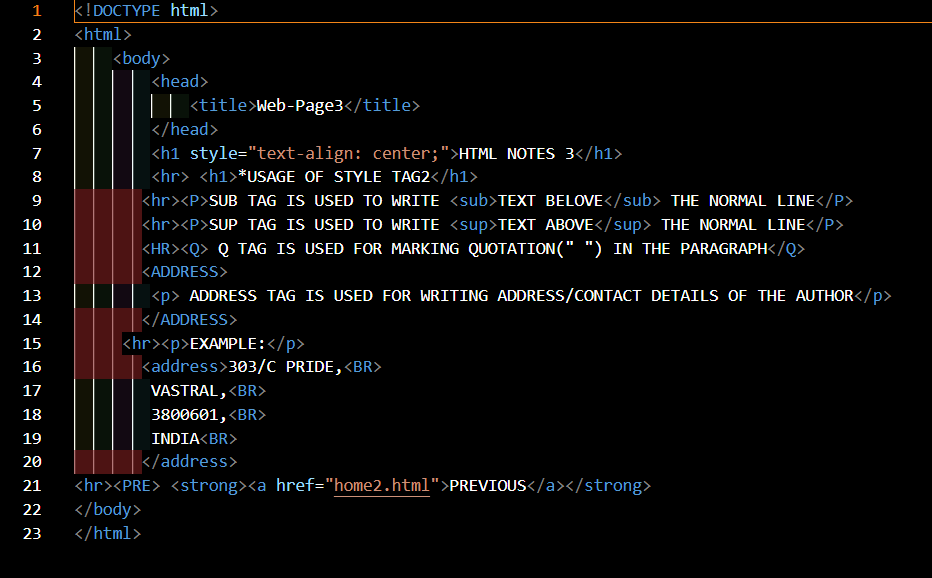 1 <!DOCTYPE html>
2 <html>
3 <body>
4 <head>
5 <title>Web-Page3</title>
6 </head>
7 <h1 style="text-align: center;">HTML NOTES 3</h1>
8 <hr> <h1>*USAGE OF STYLE TAG2</h1>
9 <hr><P>SUB TAG IS USED TO WRITE <sub>TEXT BELOVE</sub> THE NORMAL LINE</P>
10 <hr><P>SUP TAG IS USED TO WRITE <sup>TEXT ABOVE</sup> THE NORMAL LINE</P>
11 <HR><Q> Q TAG IS USED FOR MARKING QUOTATION(" ") IN THE PARAGRAPH</Q>
12 <ADDRESS>
13 <p> ADDRESS TAG IS USED FOR WRITING ADDRESS/CONTACT DETAILS OF THE AUTHOR</p>
14 </ADDRESS>
15 <hr><p>EXAMPLE:</p>
16 <address>303/C PRIDE,<BR>
17 VASTRAL,<BR>
18 3800601,<BR>
19 INDIA<BR>
20 </address>
21 <hr><PRE> <strong><a href="home2.html">PREVIOUS</a></strong>
22 </body>
23 </html>